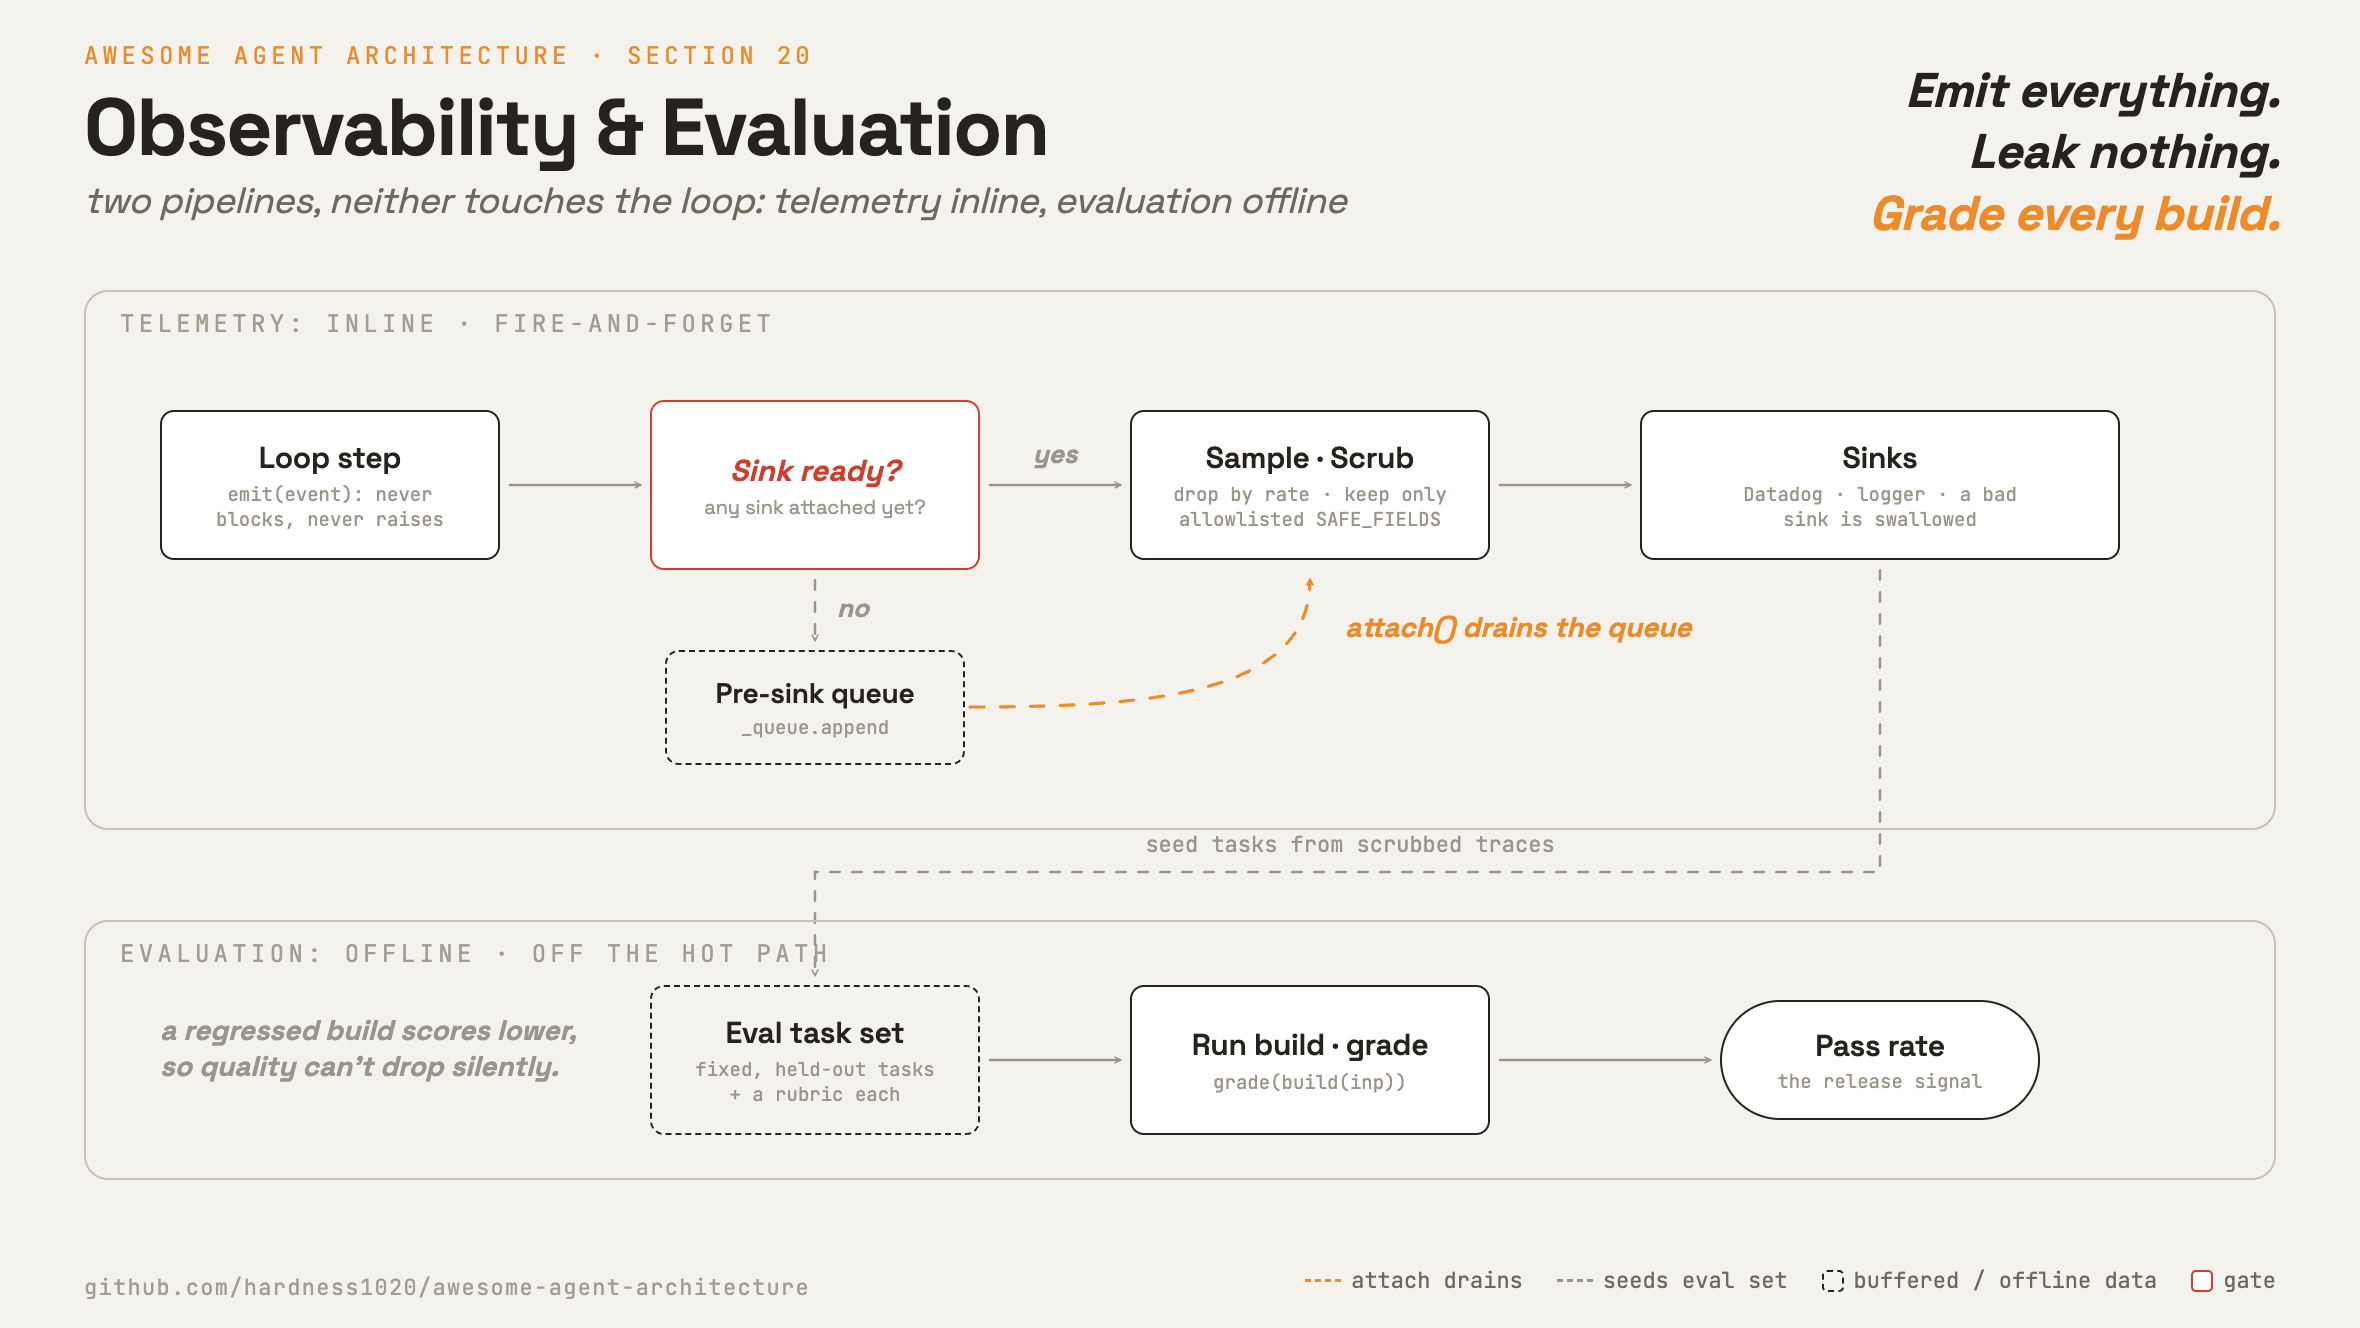 AWESOME AGENT ARCHITECTURE · SECTION 20
Observability & Evaluation
two pipelines, neither touches the loop: telemetry inline, evaluation offline
Emit everything.
Leak nothing.
Grade every build.
TELEMETRY: INLINE · FIRE-AND-FORGET
Loop step
emit(event): never
blocks, never raises
Sink ready?
any sink attached yet?
yes
Sample · Scrub
drop by rate · keep only
allowlisted SAFE_FIELDS
Sinks
Datadog · logger · a bad
sink is swallowed
no
attach() drains the queue
Pre-sink queue
_queue.append
seed tasks from scrubbed traces
EVALUATION: OFFLINE · OFF THE HOT PATH
a regressed build scores lower,
so quality can’t drop silently.
Eval task set
fixed, held-out tasks
+ a rubric each
Run build · grade
grade(build(inp))
Pass rate
the release signal
github.com/hardness1020/awesome-agent-architecture
attach drains
seeds eval set
buffered / offline data
gate